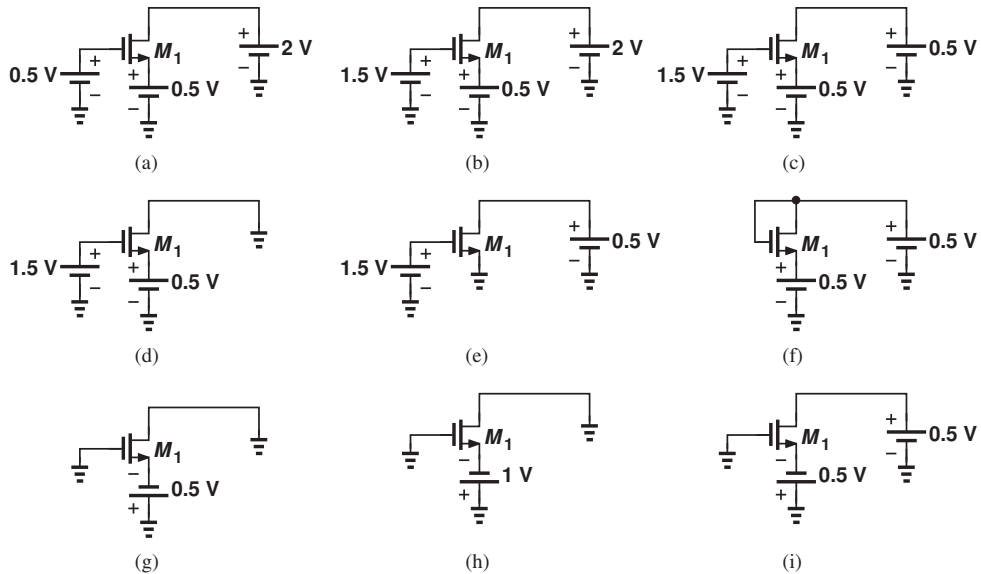 + M₁ + 2 V
0.5 V + − + 0.5 V − −
(a)
+ M₁ + 2 V
1.5 V + − + 0.5 V − −
(b)
+ M₁ + 0.5 V
1.5 V − + 0.5 V − −
(c)
M₁
1.5 V + − + 0.5 V −
(d)
M₁ + 0.5 V −
1.5 V + −
(e)
M₁ + 0.5 V −
+ 0.5 V −
(f)
M₁
− 0.5 V +
(g)
M₁
− 1 V +
(h)
M₁ + 0.5 V −
− 0.5 V +
(i)